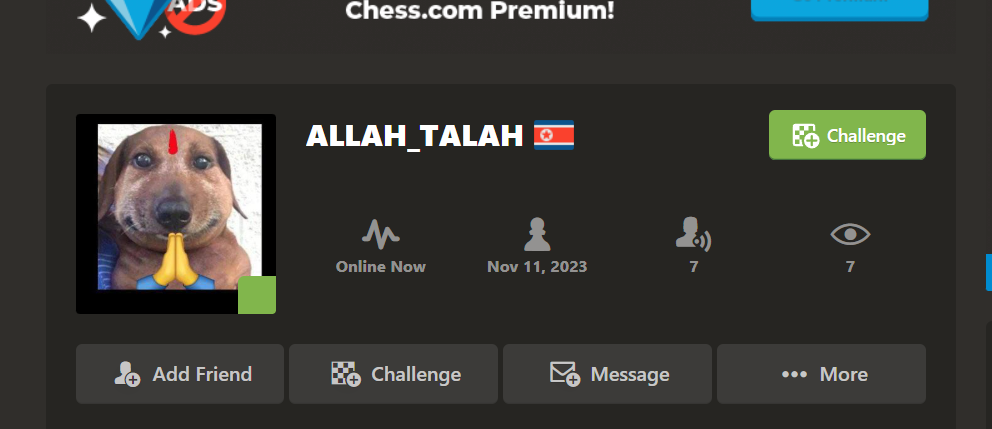 ADS
Chess.com Premium!
ALLAH_TALAH
Challenge
Online Now
Nov 11, 2023
7
7
Add Friend
Challenge
Message
More